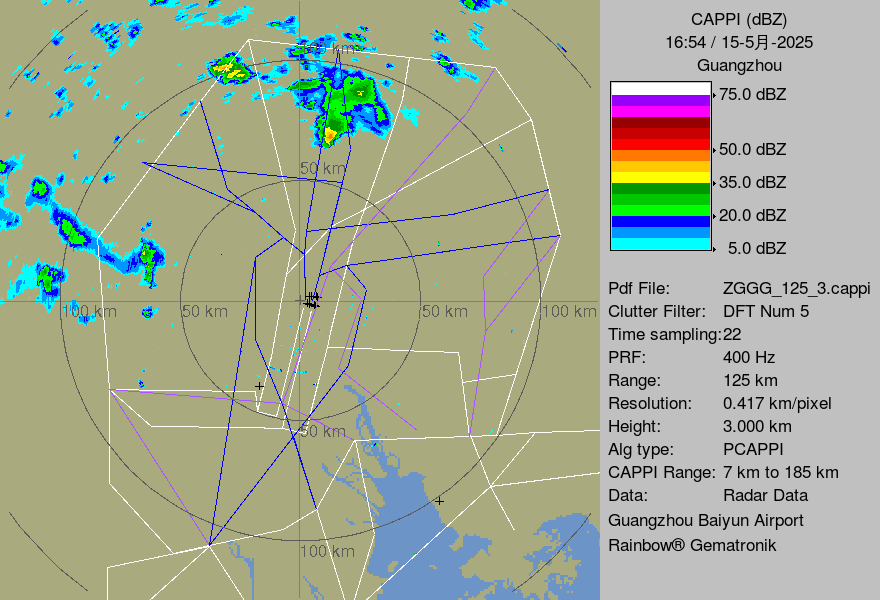 CAPPI (dBZ)
16:54 / 15-5月-2025
Guangzhou
75.0 dBZ
50.0 dBZ
35.0 dBZ
20.0 dBZ
5.0 dBZ
Pdf File: ZGGG_125_3.cappi
Clutter Filter: DFT Num 5
Time sampling:22
PRF: 400 Hz
Range: 125 km
Resolution: 0.417 km/pixel
Height: 3.000 km
Alg type: PCAPPI
CAPPI Range: 7 km to 185 km
Data: Radar Data
Guangzhou Baiyun Airport
Rainbow® Gematronik
km
50 km
100 km
50 km
50 km
100 km
50 km
100 km